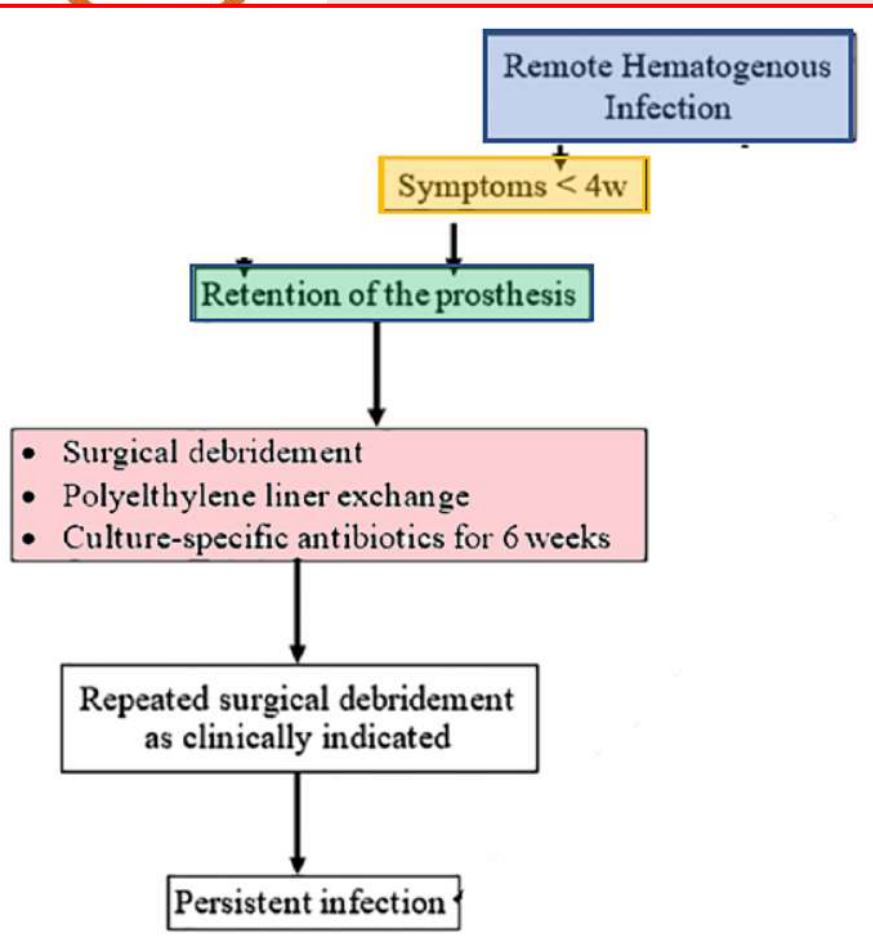 Remote Hematogenous
Infection
Symptoms < 4w
Retention of the prosthesis
• Surgical debridement
• Polyelthylene liner exchange
• Culture-specific antibiotics for 6 weeks
Repeated surgical debridement
as clinically indicated
Persistent infection